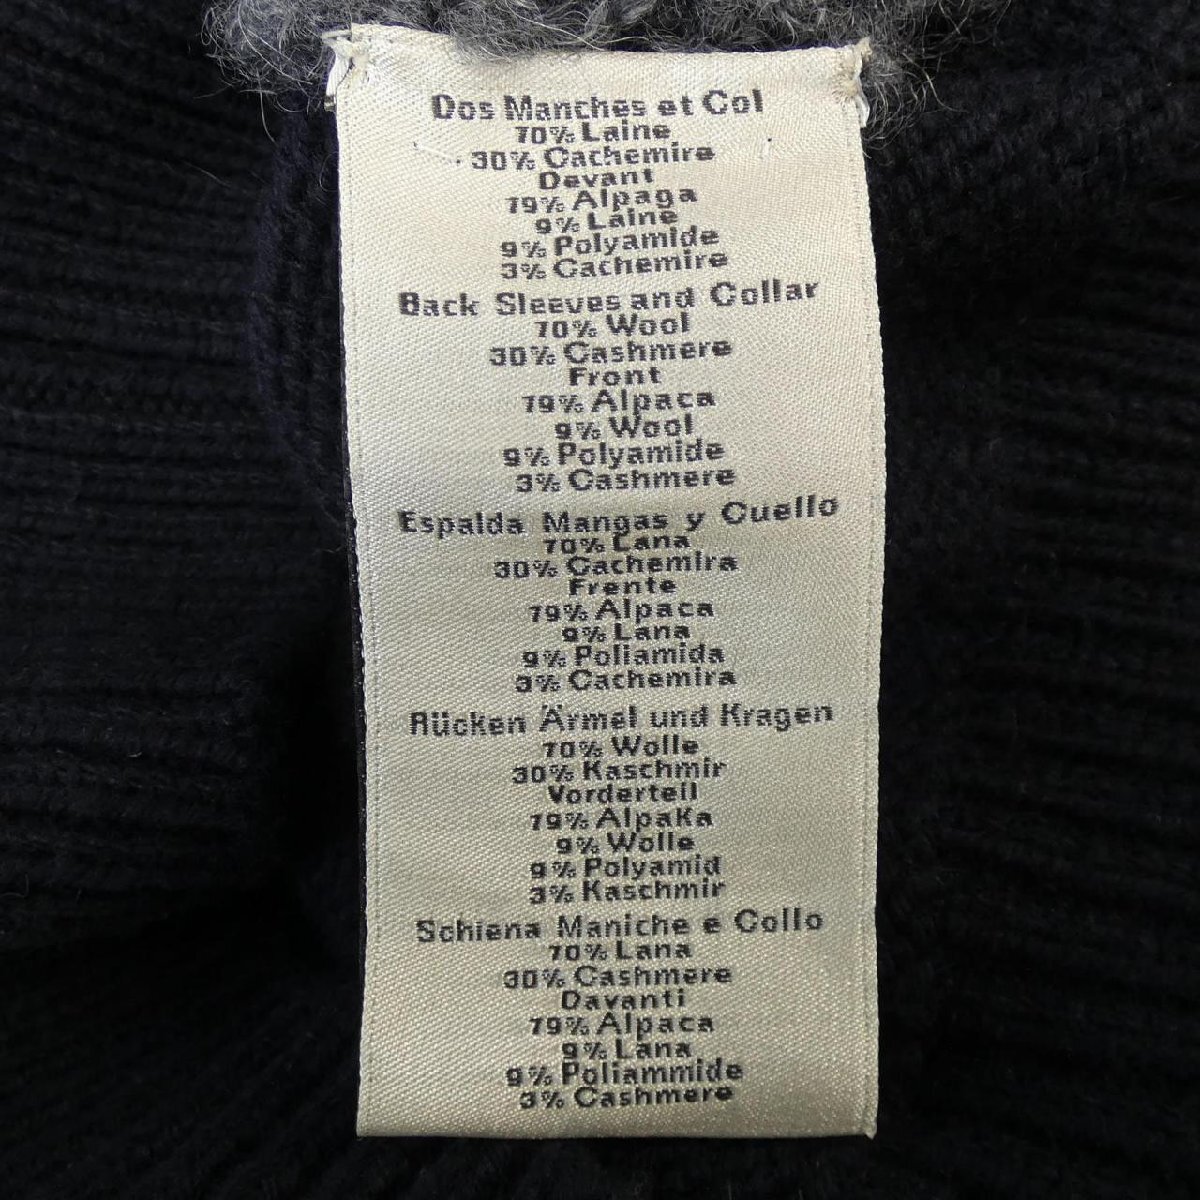 Dos Manches et Col
70% Laine
30% Cachemire
Devant
79% Alpaga
9% Laine
9% Polyamide
3% Cachemire
Back Sleeves and Collar
70% Wool
30% Cashmere
Front
79% Alpaca
9% Wool
9% Polyamide
3% Cashmere
Espalda Mangas y Cuello
70% Lana
30% Cachemira
Frente
79% Alpaca
9% Lana
9% Poliamida
3% Cachemira
Rücken Ärmel und Kragen
70% Wolle
30% Kaschmir
Vorderteil
79% Alpaka
9% Wolle
9% Polyamid
3% Kaschmir
Schiena Maniche e Collo
70% Lana
30% Cashmere
Davanti
79% Alpaca
9% Lana
9% Poliammide
3% Cashmere